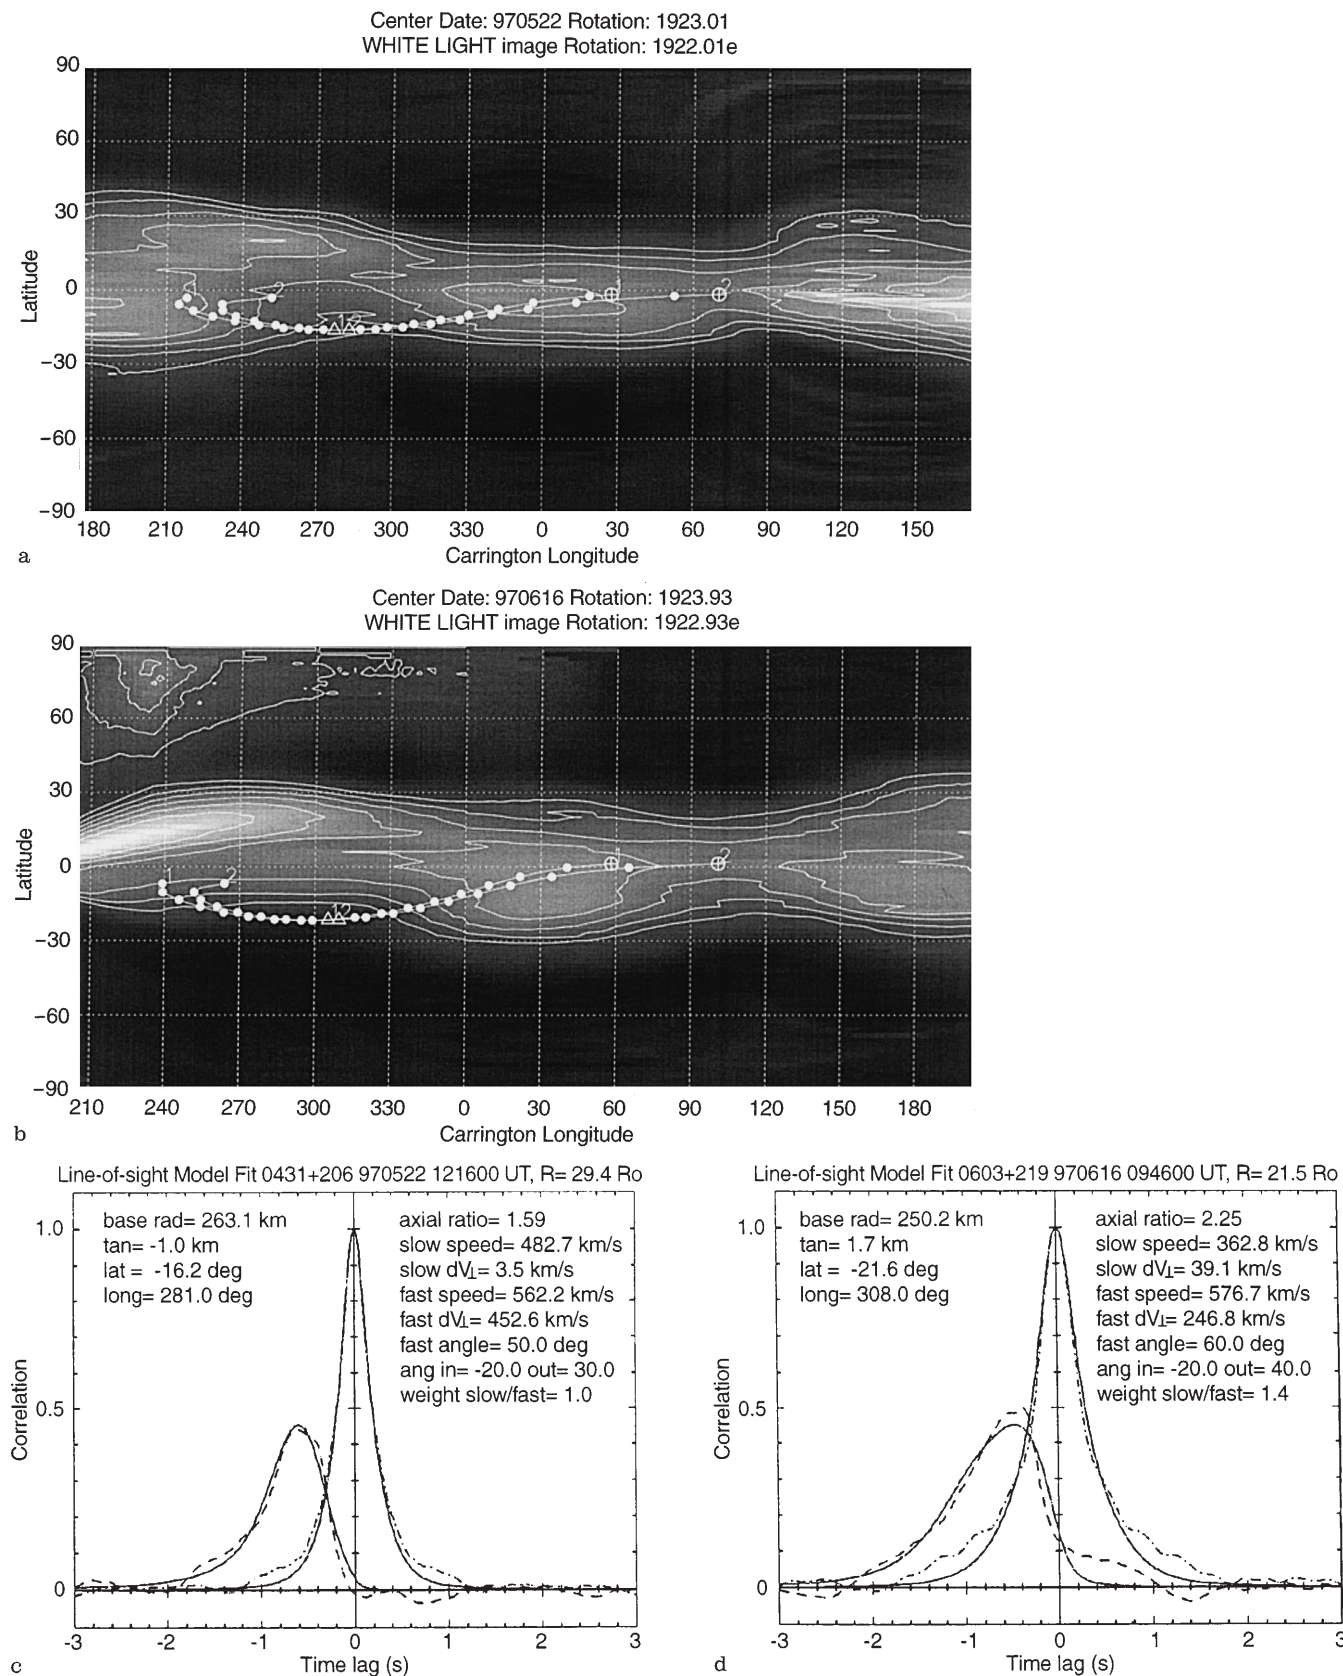 Center Date: 970522 Rotation: 1923.01
WHITE LIGHT image Rotation: 1922.01e
90
60
30
0
−30
−60
−90
Latitude
2
12
1
2
180 210 240 270 300 330 0 30 60 90 120 150
Carrington Longitude
a
Center Date: 970616 Rotation: 1923.93
WHITE LIGHT image Rotation: 1922.93e
90
60
30
0
−30
−60
−90
Latitude
1
2
12
1
2
210 240 270 300 330 0 30 60 90 120 150 180
Carrington Longitude
b
Line-of-sight Model Fit 0431+206 970522 121600 UT, R= 29.4 Ro
base rad= 263.1 km
tan= -1.0 km
lat = -16.2 deg
long= 281.0 deg
axial ratio= 1.59
slow speed= 482.7 km/s
slow dV⊥= 3.5 km/s
fast speed= 562.2 km/s
fast dV⊥= 452.6 km/s
fast angle= 50.0 deg
ang in= -20.0 out= 30.0
weight slow/fast= 1.0
1.0
0.5
0
Correlation
-3 -2 -1 0 1 2 3
Time lag (s)
c
Line-of-sight Model Fit 0603+219 970616 094600 UT, R= 21.5 Ro
base rad= 250.2 km
tan= 1.7 km
lat = -21.6 deg
long= 308.0 deg
axial ratio= 2.25
slow speed= 362.8 km/s
slow dV⊥= 39.1 km/s
fast speed= 576.7 km/s
fast dV⊥= 246.8 km/s
fast angle= 60.0 deg
ang in= -20.0 out= 40.0
weight slow/fast= 1.4
1.0
0.5
0
Correlation
-3 -2 -1 0 1 2 3
Time lag (s)
d